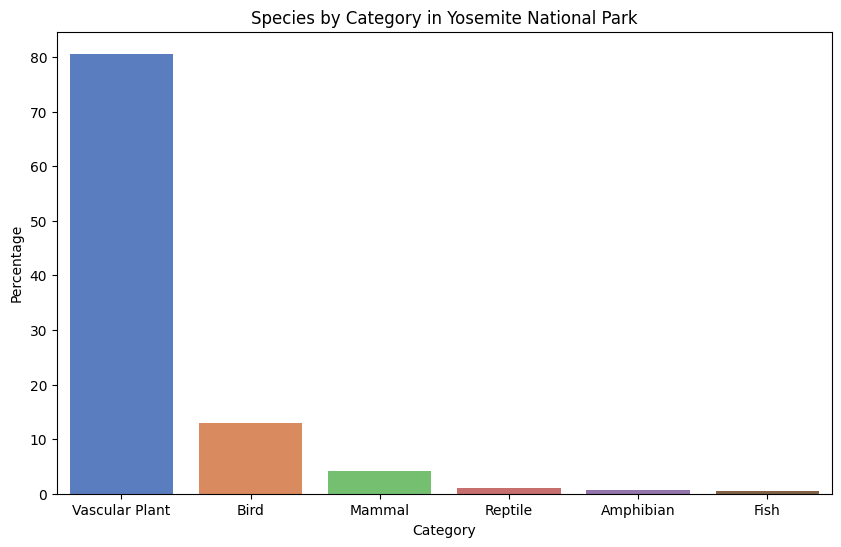 Species by Category in Yosemite National Park
Percentage
80
70
60
50
40
30
20
10
0
Vascular Plant Bird Mammal Reptile Amphibian Fish
Category